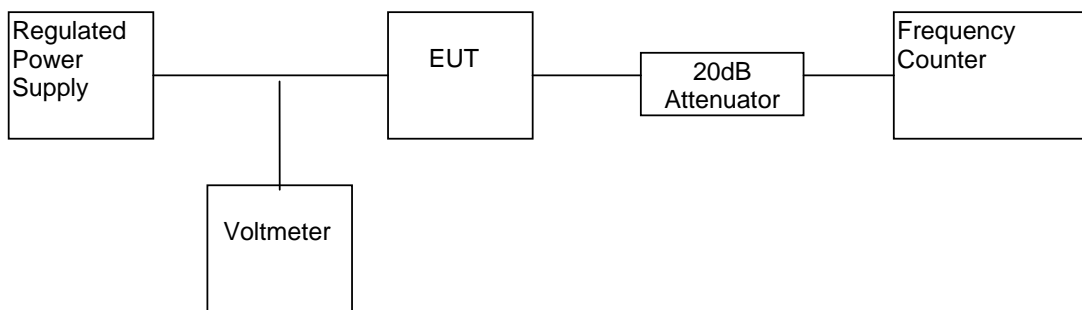 Regulated
Power
Supply
EUT
20dB
Attenuator
Frequency
Counter
Voltmeter